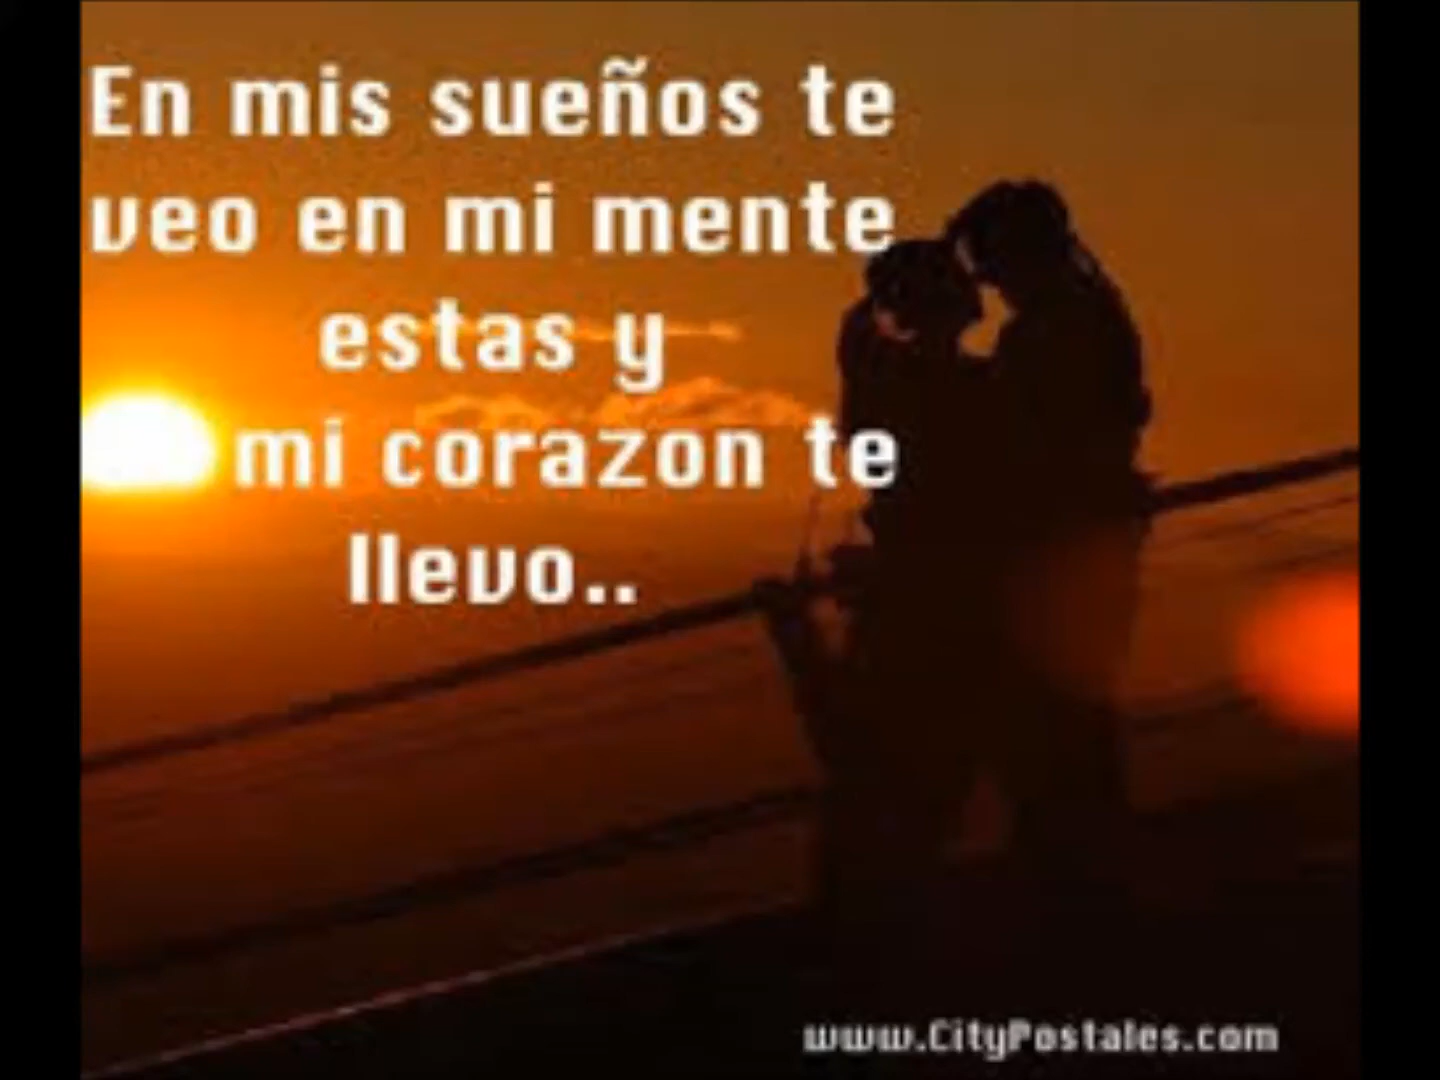 En mis sueños te
veo en mi mente
estas y
mi corazon te
llevo..
www.CityPostales.com